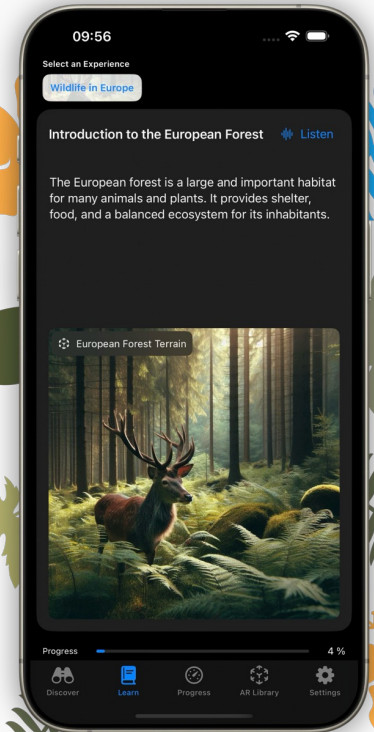 09:56
Select an Experience
Wildlife in Europe
Introduction to the European Forest
Listen
The European forest is a large and important habitat
for many animals and plants. It provides shelter,
food, and a balanced ecosystem for its inhabitants.
European Forest Terrain
Progress
4 %
Discover
Learn
Progress
AR Library
Settings